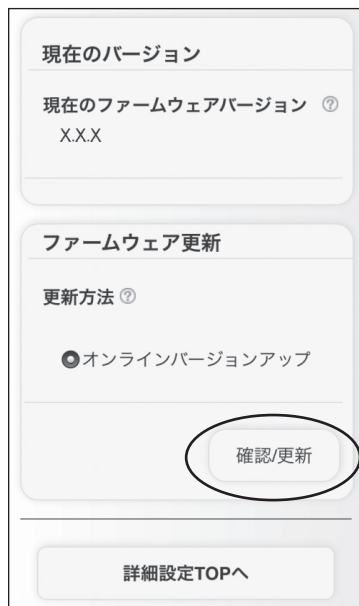 現在のバージョン
現在のファームウェアバージョン ?
X.X.X
ファームウェア更新
更新方法 ?
オンラインバージョンアップ
確認/更新
詳細設定TOPへ